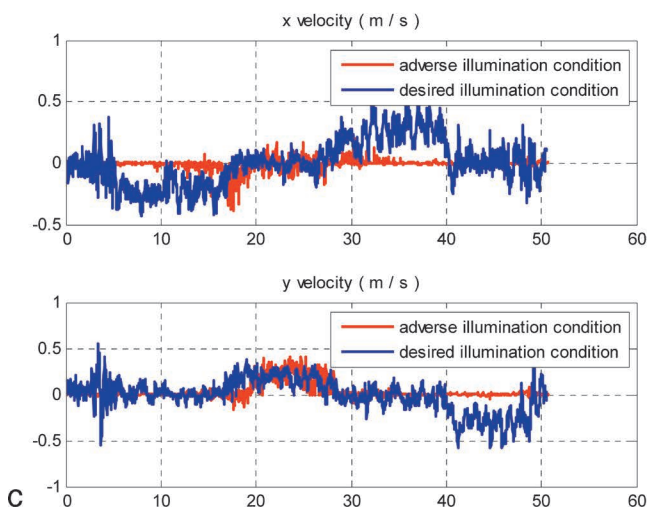 x velocity ( m / s )
1
adverse illumination condition
desired illumination condition
0.5
0
-0.5
0 10 20 30 40 50 60
y velocity ( m / s )
1
adverse illumination condition
desired illumination condition
0.5
0
-0.5
-1
0 10 20 30 40 50 60
C